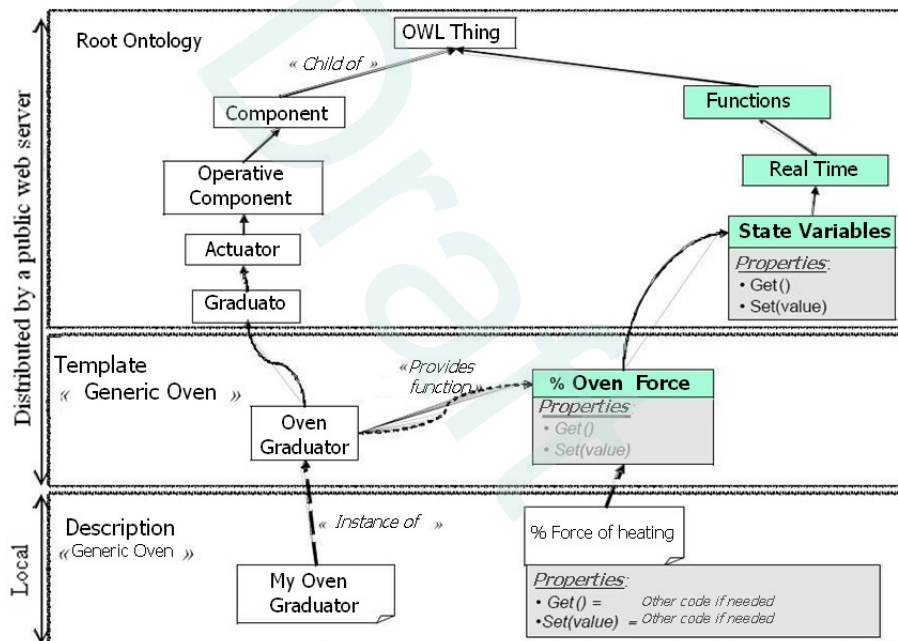 OWL Thing
Root Ontology
« Child of »
Component
Functions
Operative
Component
Real Time
Actuator
State Variables
Properties:
• Get()
• Set(value)
Graduato
Distributed by a public web server
Template
« Generic Oven »
«Provides
function»
% Oven Force
Properties:
• Get()
• Set(value)
Oven
Graduator
Local
Description
« Generic Oven »
« Instance of »
% Force of heating
My Oven
Graduator
Properties:
• Get() = Other code if needed
• Set(value) = Other code if needed
Draft